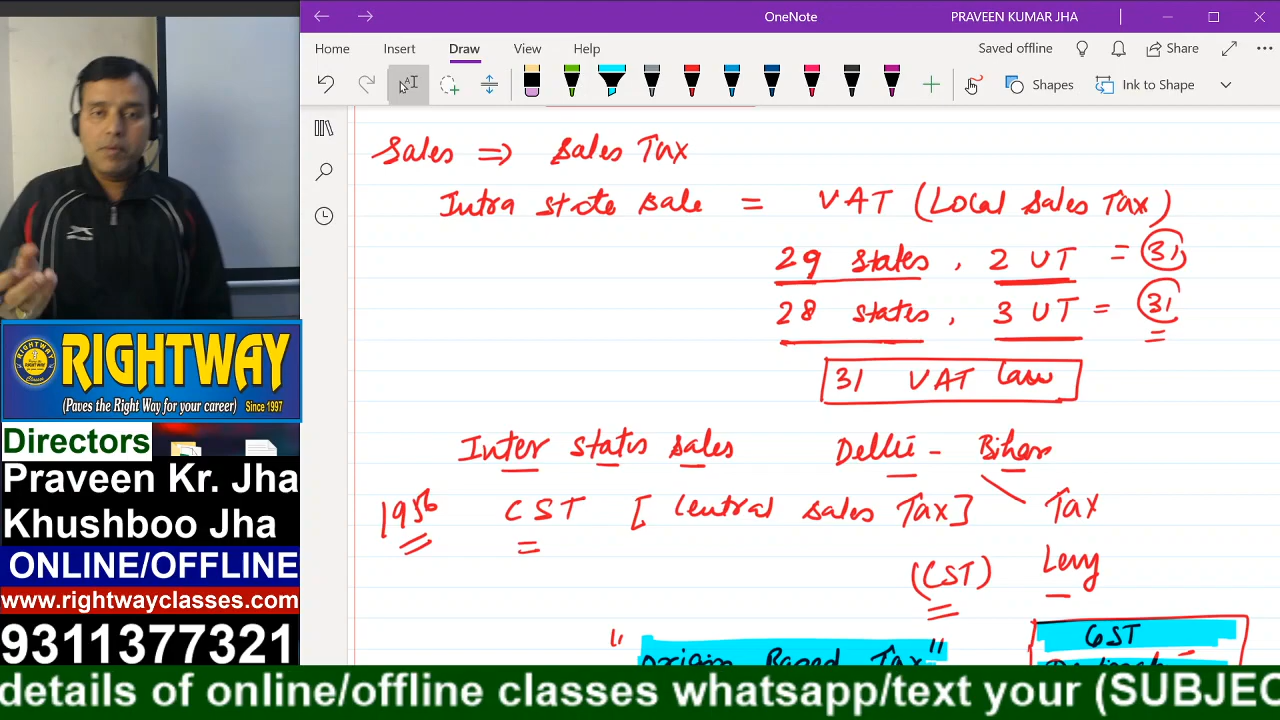 OneNote
PRAVEEN KUMAR JHA
Home Insert Draw View Help
Saved offline
Share
Shapes
Ink to Shape
Sales ⇒ Sales Tax
Intra state sale = VAT (Local Sales Tax)
29 states, 2 UT = 31
28 states, 3 UT = 31
31 VAT Law
Inter states sales Delhi - Bihar
1956 CST [Central sales Tax] Tax
(CST) Levy
"origin Based Tax"
GST
RIGHTWAY
(Paves the Right Way for your career) Since 1997
Directors
Praveen Kr. Jha
Khushboo Jha
ONLINE/OFFLINE
www.rightwayclasses.com
9311377321
details of online/offline classes whatsapp/text your (SUBJEC